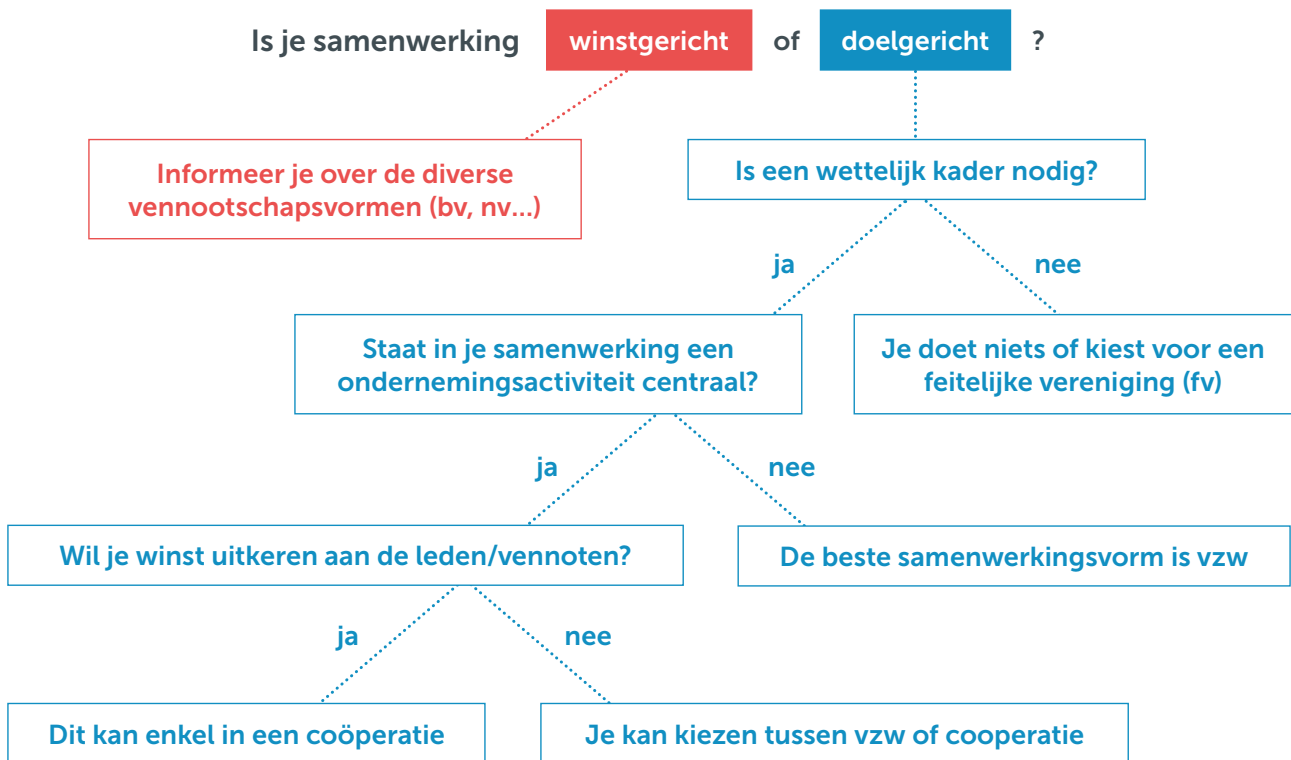 Is je samenwerking winstgericht of doelgericht ?
Informeer je over de diverse
vennootschapsvormen (bv, nv...)
Is een wettelijk kader nodig?
ja
nee
Staat in je samenwerking een
ondernemingsactiviteit centraal?
Je doet niets of kiest voor een
feitelijke vereniging (fv)
ja
nee
Wil je winst uitkeren aan de leden/vennoten?
De beste samenwerkingsvorm is vzw
ja
nee
Dit kan enkel in een coöperatie
Je kan kiezen tussen vzw of cooperatie